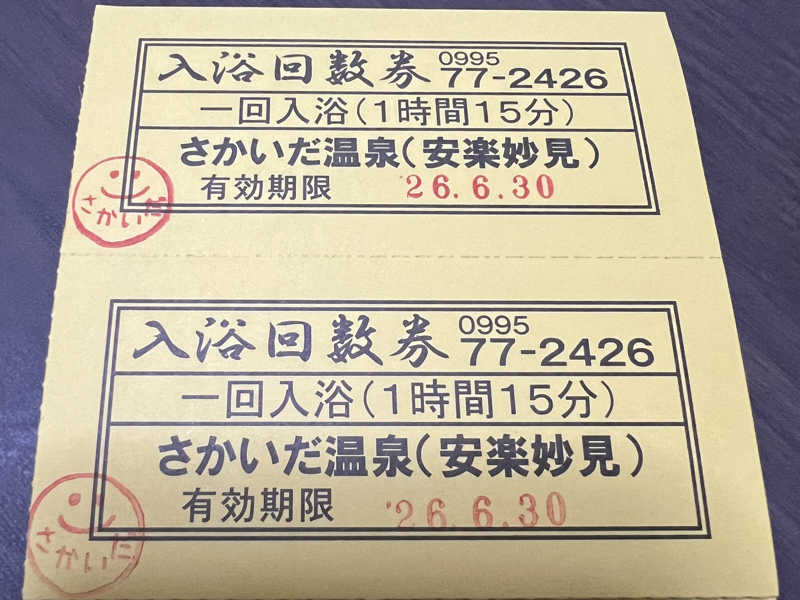 入浴回数券 0995 77-2426
一回入浴(1時間15分)
さかいだ温泉(安楽妙見)
有効期限 '26.6.30
さかいだ
入浴回数券 0995 77-2426
一回入浴(1時間15分)
さかいだ温泉(安楽妙見)
有効期限 '26.6.30
さかいだ